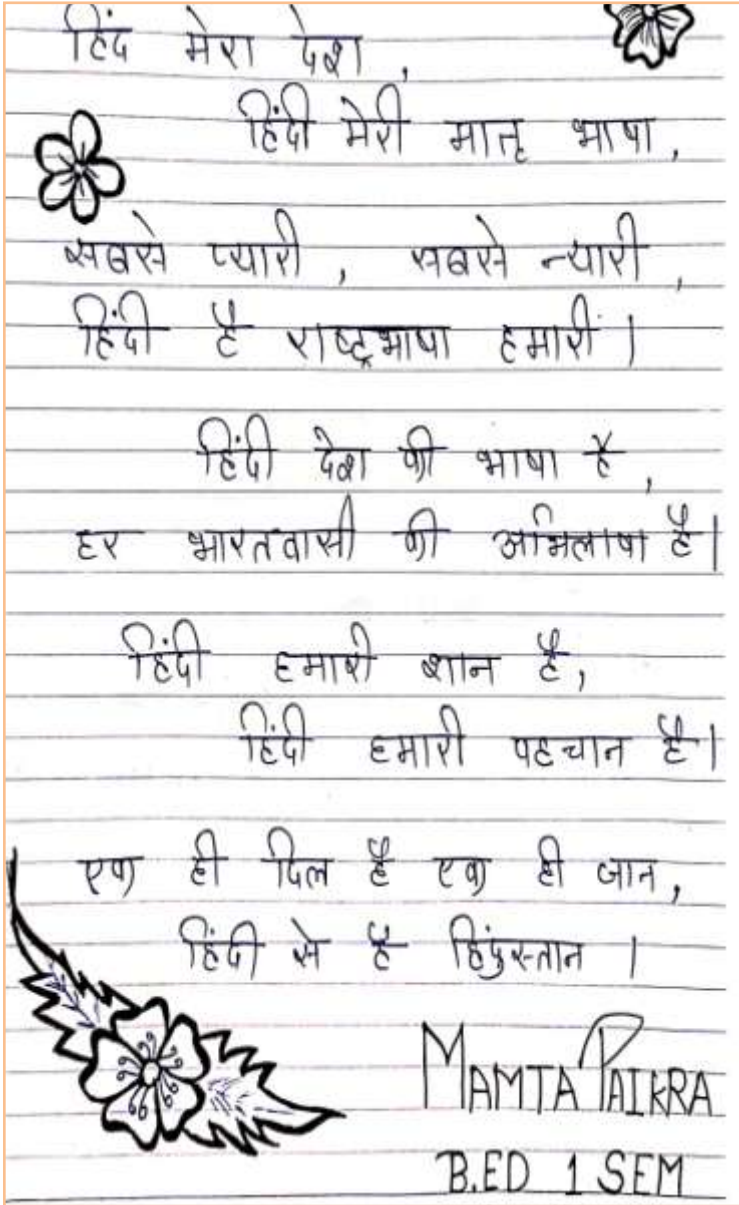 हिंद मेरा देश,
हिंदी मेरी मातृ भाषा,
सबसे प्यारी, सबसे न्यारी,
हिंदी है राष्ट्रभाषा हमारी।
हिंदी देश की भाषा है,
हर भारतवासी की अभिलाषा है।
हिंदी हमारी शान है,
हिंदी हमारी पहचान है।
एक ही दिल है एक ही जान,
हिंदी से है हिंदुस्तान।
MAMTA PAIKRA
B.ED 1 SEM